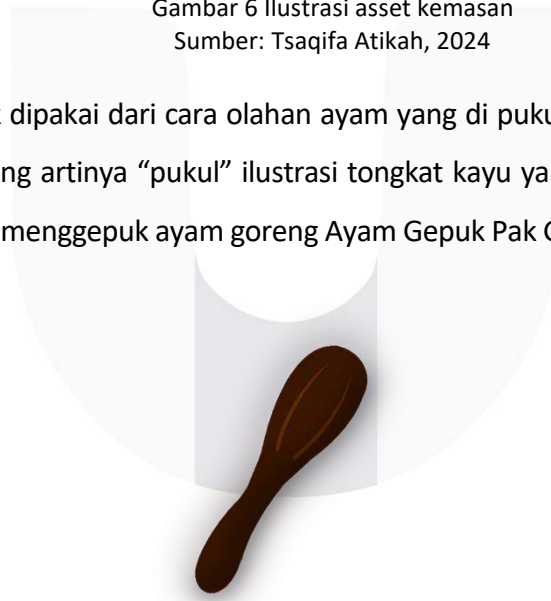 Gambar 6 Ilustrasi asset kemasan
Sumber: Tsaqifa Atikah, 2024
dipakai dari cara olahan ayam yang di puku
ng artinya “pukul” ilustrasi tongkat kayu ya
menggepuk ayam goreng Ayam Gepuk Pak G